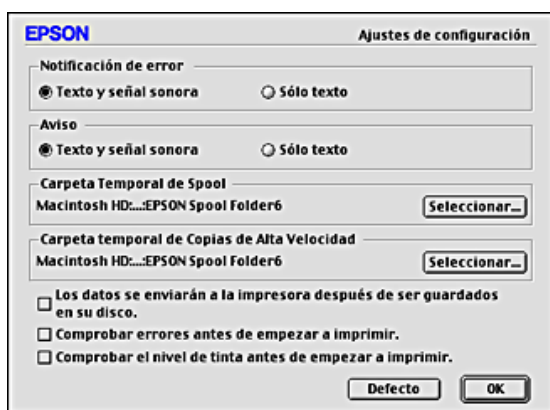 EPSON Ajustes de configuración
Notificación de error
Texto y señal sonora Sólo texto
Aviso
Texto y señal sonora Sólo texto
Carpeta Temporal de Spool
Macintosh HD:...:EPSON Spool Folder6 Seleccionar...
Carpeta temporal de Copias de Alta Velocidad
Macintosh HD:...:EPSON Spool Folder6 Seleccionar...
Los datos se enviarán a la impresora después de ser guardados
en su disco.
Comprobar errores antes de empezar a imprimir.
Comprobar el nivel de tinta antes de empezar a imprimir.
Defecto OK